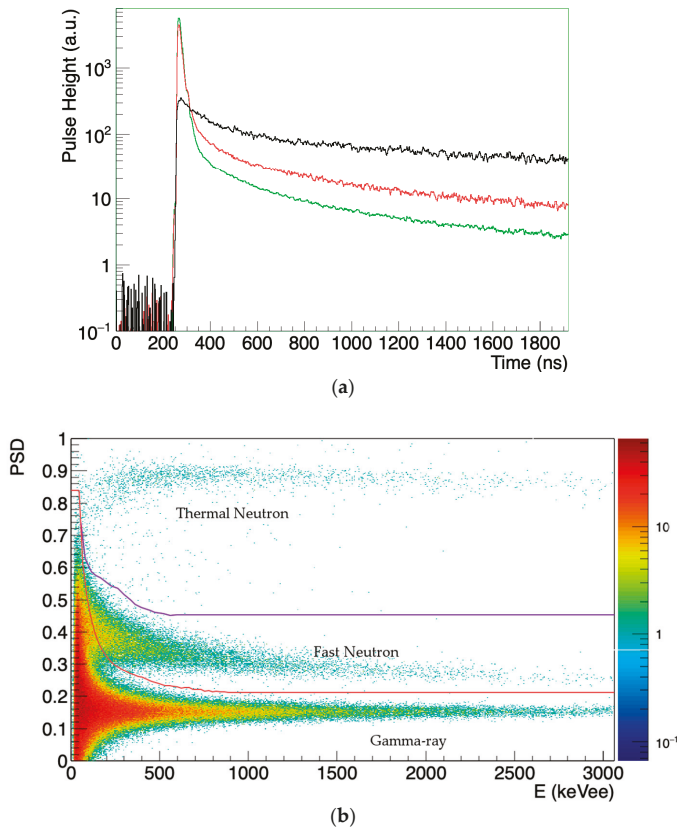 Pulse Height (a.u.)
10³
10²
10
1
10⁻¹
0 200 400 600 800 1000 1200 1400 1600 1800
Time (ns)
(a)
PSD
1
0.9
0.8
0.7
0.6
0.5
0.4
0.3
0.2
0.1
0
Thermal Neutron
Fast Neutron
Gamma-ray
10
1
10⁻¹
0 500 1000 1500 2000 2500 3000
E (keVee)
(b)